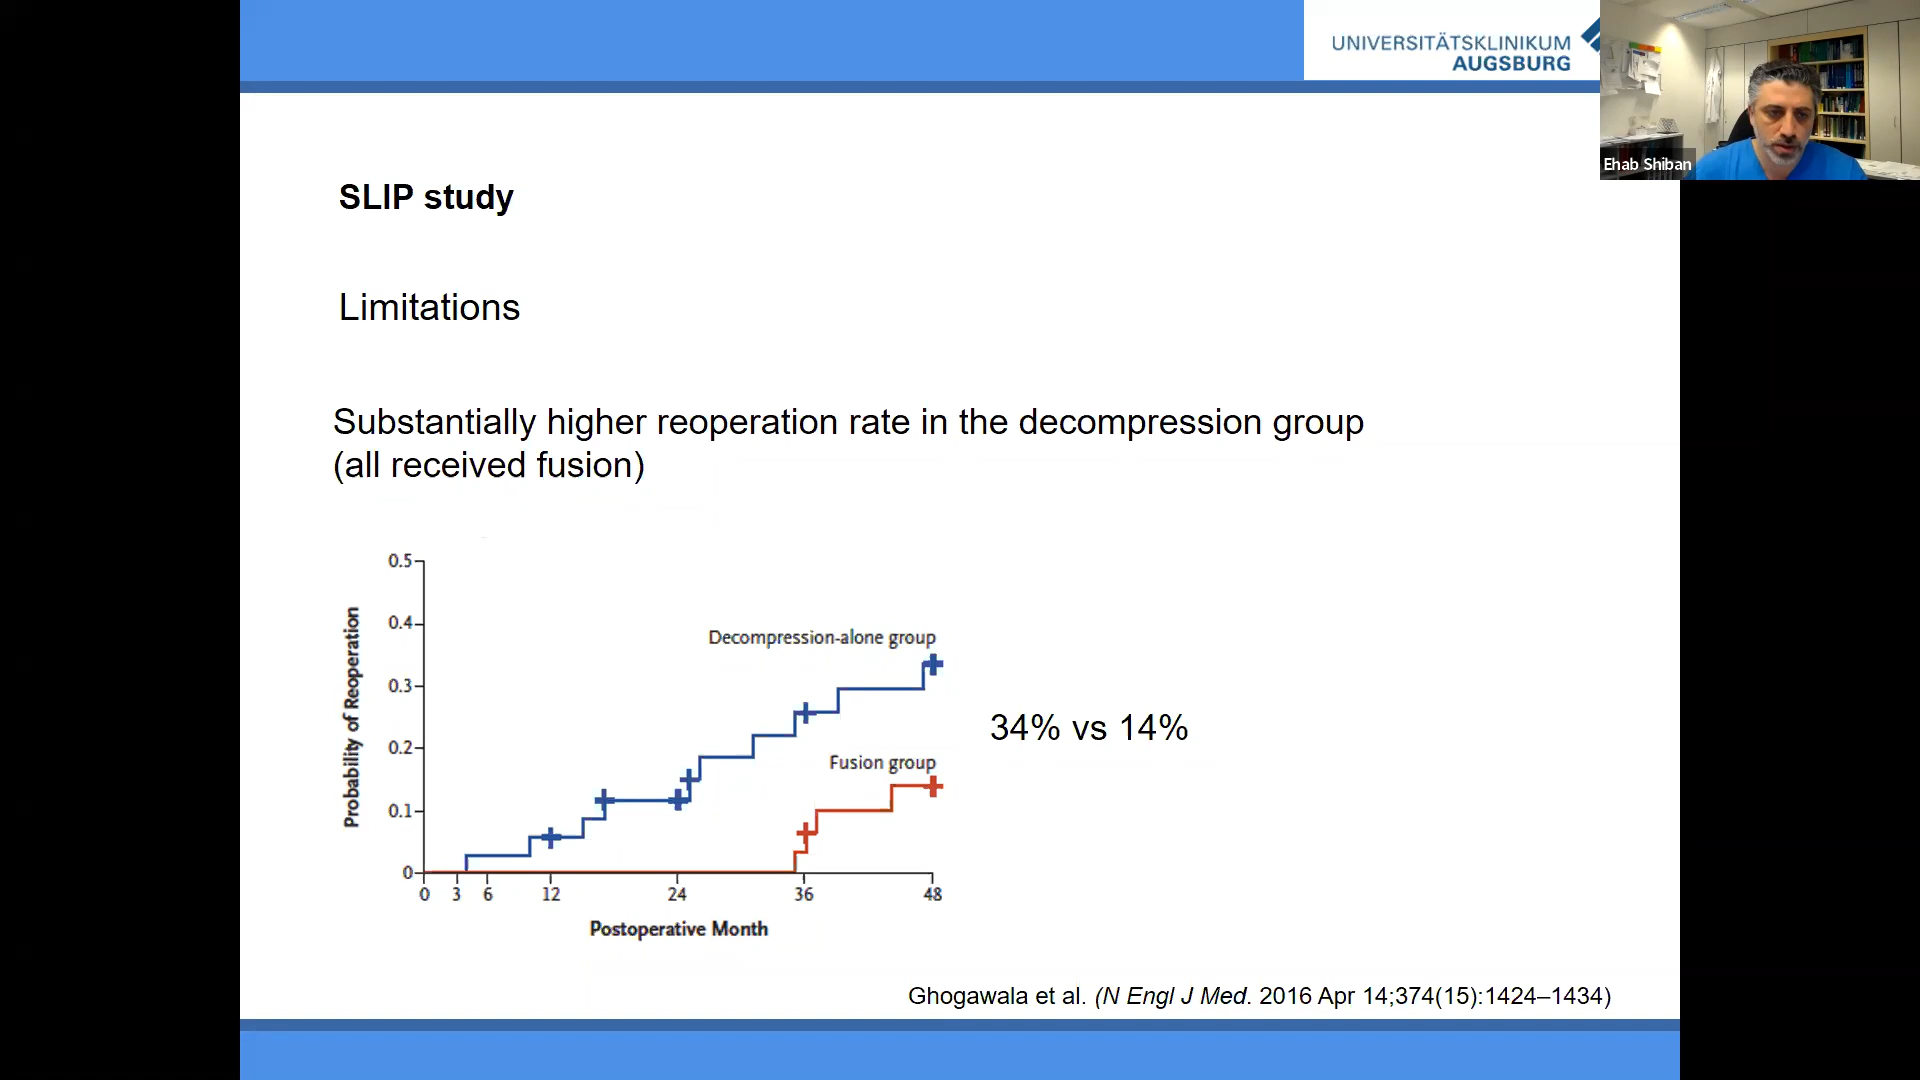 UNIVERSITÄTSKLINIKUM
AUGSBURG
Ehab Shiban
SLIP study
Limitations
Substantially higher reoperation rate in the decompression group
(all received fusion)
Probability of Reoperation
0.5
0.4
0.3
0.2
0.1
0
Decompression-alone group
Fusion group
0 3 6 12 24 36 48
Postoperative Month
34% vs 14%
Ghogawala et al. (N Engl J Med. 2016 Apr 14;374(15):1424–1434)